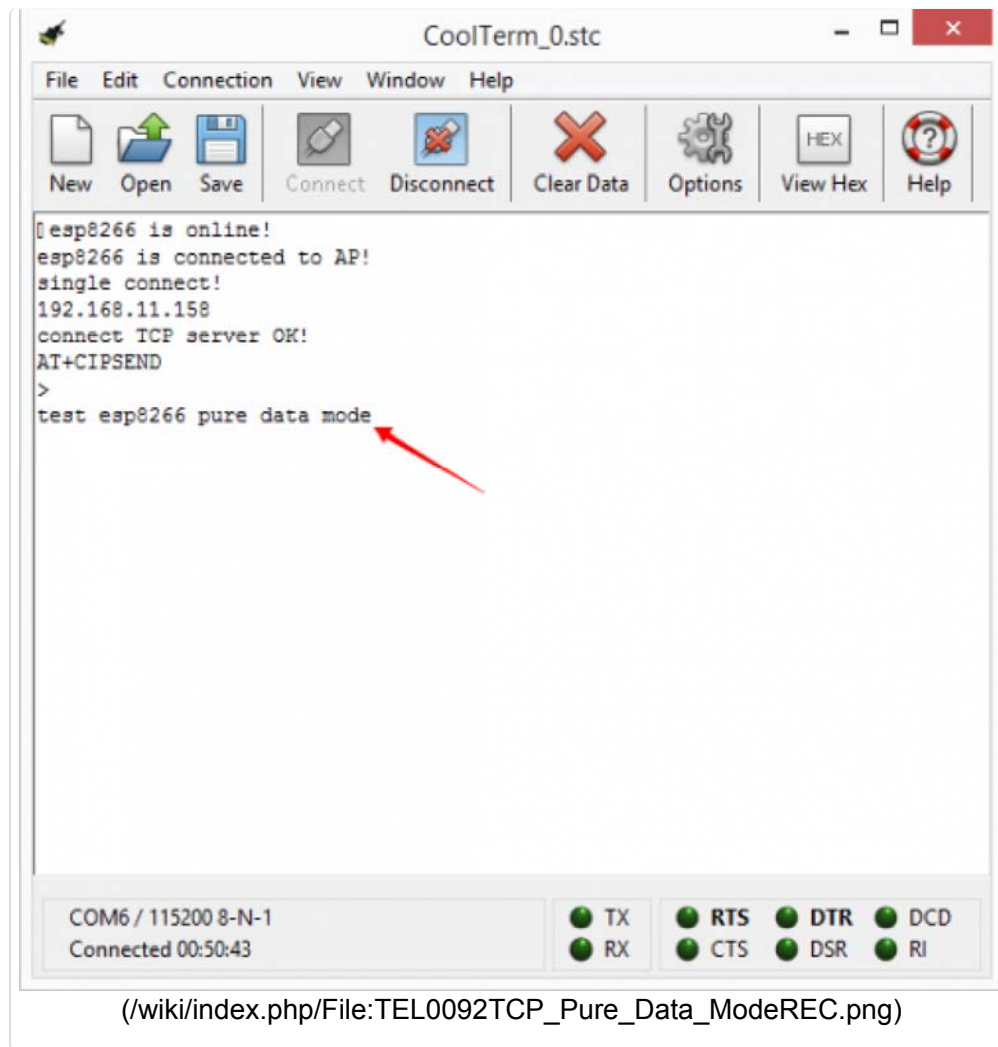 CoolTerm_0.stc
File Edit Connection View Window Help
HEX
New Open Save Connect Disconnect Clear Data Options View Hex Help
esp8266 is online!
esp8266 is connected to AP!
single connect!
192.168.11.158
connect TCP server OK!
AT+CIPSEND
>
test esp8266 pure data mode
COM6 / 115200 8-N-1
Connected 00:50:43
TX RTS DTR DCD
RX CTS DSR RI
(/wiki/index.php/File:TEL0092TCP_Pure_Data_ModeREC.png)